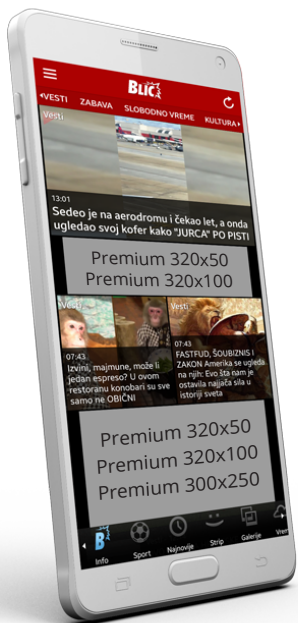 BLIC
VESTI ZABAVA SLOBODNO VREME KULTURA
Vesti
13:01
Sedeo je na aerodromu i čekao let, a onda
ugledao svoj kofer kako "JURCA" PO PISTI
Premium 320x50
Premium 320x100
Vesti
07:43
Izvini, majmune, može li
jedan espreso? U ovom
restoranu konobari su sve
samo ne OBIČNI
Vesti
07:43
FASTFUD, ŠOUBIZNIS I
ZAKON Amerika se ugleda
na njih: Evo šta nam je
ostavila najjača sila u
istoriji sveta
Premium 320x50
Premium 320x100
Premium 300x250
Info Sport Najnovije Strip Galerije Vrem